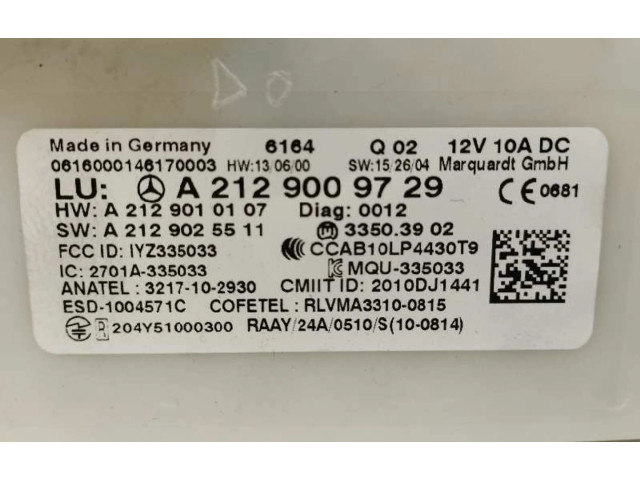 DO
Made in Germany 6164 Q 02 12V 10A DC
0616000146170003 HW:13/06/00 SW:15/26/04 Marquardt GmbH
LU: A 212 900 97 29 CE 0681
HW: A 212 901 01 07 Diag: 0012
SW: A 212 902 55 11 M 3350.39 02
FCC ID: IYZ335033 CCAB10LP4430T9
IC: 2701A-335033 MQU-335033
ANATEL: 3217-10-2930 CMIIT ID: 2010DJ1441
ESD-1004571C COFETEL: RLVMA3310-0815
R 204Y51000300 RAAY/24A/0510/S(10-0814)